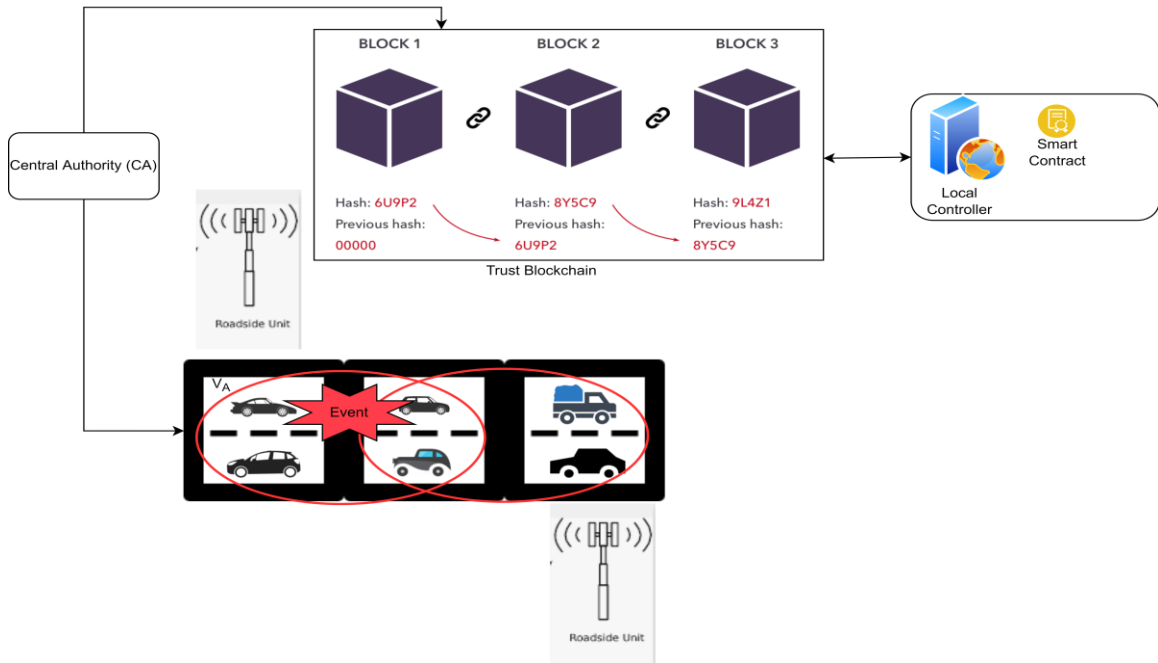 BLOCK 1
BLOCK 2
BLOCK 3
Central Authority (CA)
Hash: 6U9P2
Previous hash:
00000
Hash: 8Y5C9
Previous hash:
6U9P2
Hash: 9L4Z1
Previous hash:
8Y5C9
Trust Blockchain
Smart
Contract
Local
Controller
Roadside Unit
VA
Event
Roadside Unit